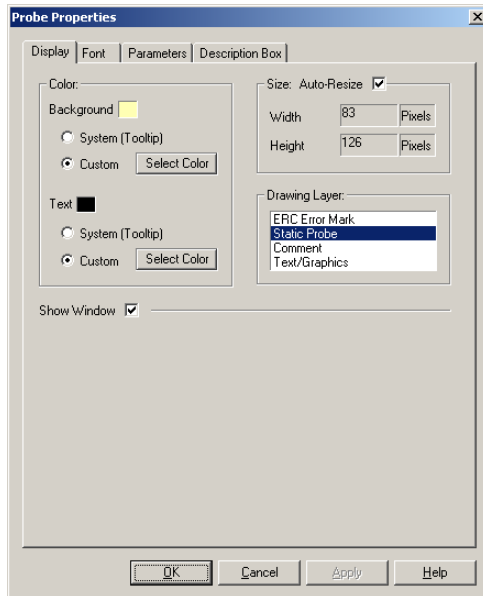 Probe Properties
Display Font Parameters Description Box
Color:
Background
System (Tooltip)
Custom Select Color
Text
System (Tooltip)
Custom Select Color
Size: Auto-Resize
Width 83 Pixels
Height 126 Pixels
Drawing Layer:
ERC Error Mark
Static Probe
Comment
Text/Graphics
Show Window
OK Cancel Apply Help